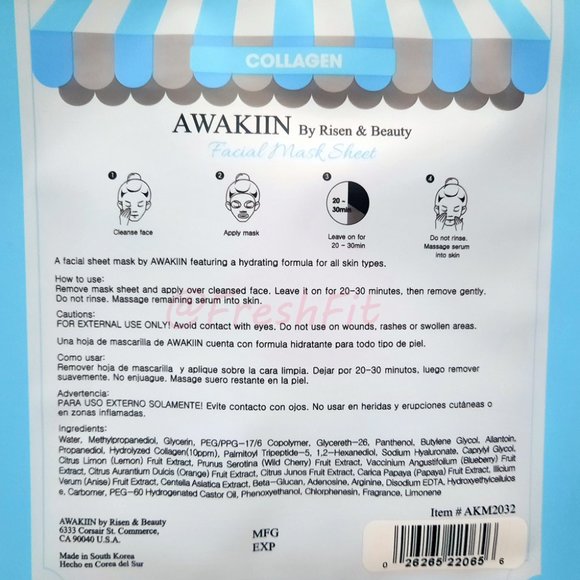 COLLAGEN
AWAKIIN By Risen & Beauty
Facial Mask Sheet
1
2
3
4
20 -
30min
Cleanse face
Apply mask
Leave on for
20 - 30min
Do not rinse.
Massage serum
into skin
A facial sheet mask by AWAKIIN featuring a hydrating formula for all skin types.
How to use:
Remove mask sheet and apply over cleansed face. Leave it on for 20-30 minutes, then remove gently.
Do not rinse. Massage remaining serum into skin.
@FreshFit
Cautions:
FOR EXTERNAL USE ONLY! Avoid contact with eyes. Do not use on wounds, rashes or swollen areas.
Una hoja de mascarilla de AWAKIIN cuenta con formula hidratante para todo tipo de piel.
Como usar:
Remover hoja de mascarilla y aplique sobre la cara limpia. Dejar por 20-30 minutos, luego remover
suavemente. No enjuague. Masage suero restante en la piel.
Advertencia:
PARA USO EXTERNO SOLAMENTE! Evite contacto con ojos. No usar en heridas y erupciones cutáneas o
en zonas inflamadas.
Ingredients:
Water, Methylpropanediol, Glycerin, PEG/PPG-17/6 Copolymer, Glycereth-26, Panthenol, Butylene Glycol, Allantoin,
Propanediol, Hydrolyzed Collagen(10ppm), Palmitoyl Tripeptide-5, 1,2-Hexanediol, Sodium Hyaluronate, Caprylyl Glycol,
Citrus Limon (Lemon) Fruit Extract, Prunus Serotina (Wild Cherry) Fruit Extract, Vaccinium Angustifolium (Blueberry) Fruit
Extract, Citrus Aurantium Dulcis (Orange) Fruit Extract, Citrus Junos Fruit Extract, Carica Papaya (Papaya) Fruit Extract, Illicium
Verum (Anise) Fruit Extract, Centella Asiatica Extract, Beta-Glucan, Adenosine, Arginine, Disodium EDTA, Hydroxyethylcellulos
e, Carbomer, PEG-60 Hydrogenated Castor Oil, Phenoxyethanol, Chlorphenesin, Fragrance, Limonene
Item # AKM2032
AWAKIIN by Risen & Beauty
6333 Corsair St. Commerce,
CA 90040 U.S.A.
Made in South Korea
Hecho en Corea del Sur
MFG
EXP
0 26265 22065 6